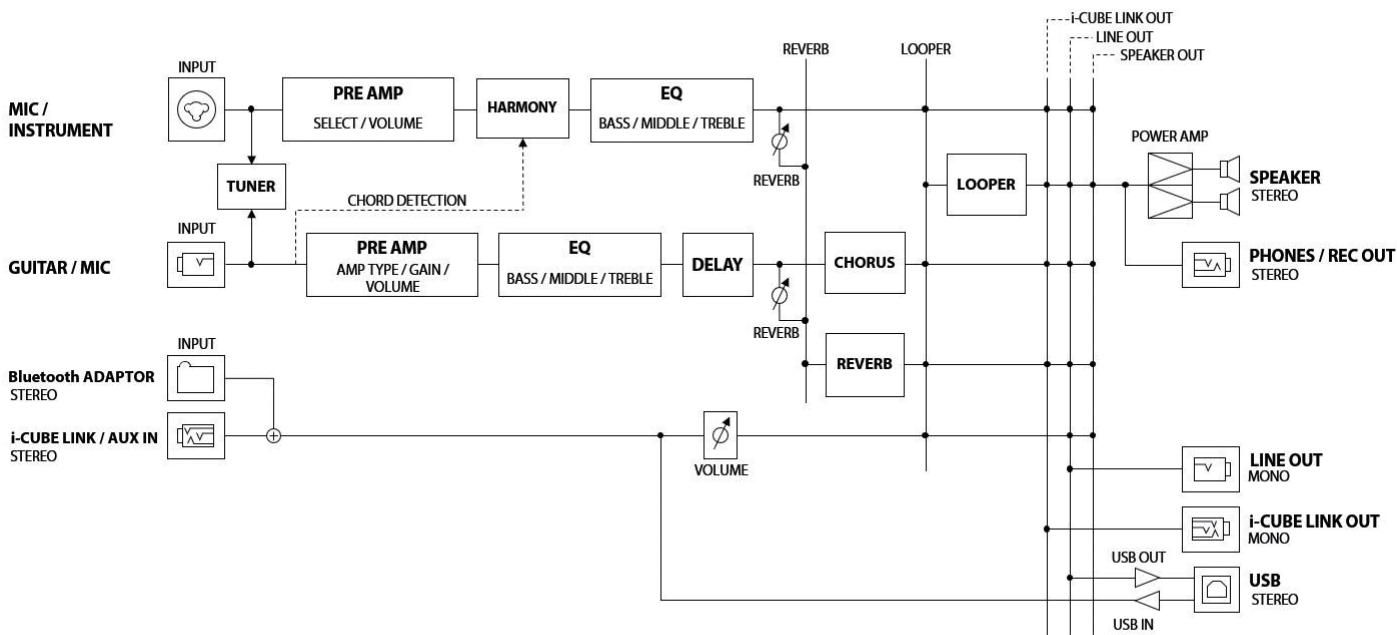 i-CUBE LINK OUT
LINE OUT
SPEAKER OUT
REVERB
LOOPER
INPUT
MIC /
INSTRUMENT
PRE AMP
SELECT / VOLUME
HARMONY
EQ
BASS / MIDDLE / TREBLE
REVERB
POWER AMP
TUNER
CHORD DETECTION
LOOPER
SPEAKER
STEREO
INPUT
GUITAR / MIC
PRE AMP
AMP TYPE / GAIN /
VOLUME
EQ
BASS / MIDDLE / TREBLE
DELAY
CHORUS
REVERB
PHONES / REC OUT
STEREO
INPUT
Bluetooth ADAPTOR
STEREO
REVERB
i-CUBE LINK / AUX IN
STEREO
VOLUME
LINE OUT
MONO
i-CUBE LINK OUT
MONO
USB OUT
USB
STEREO
USB IN